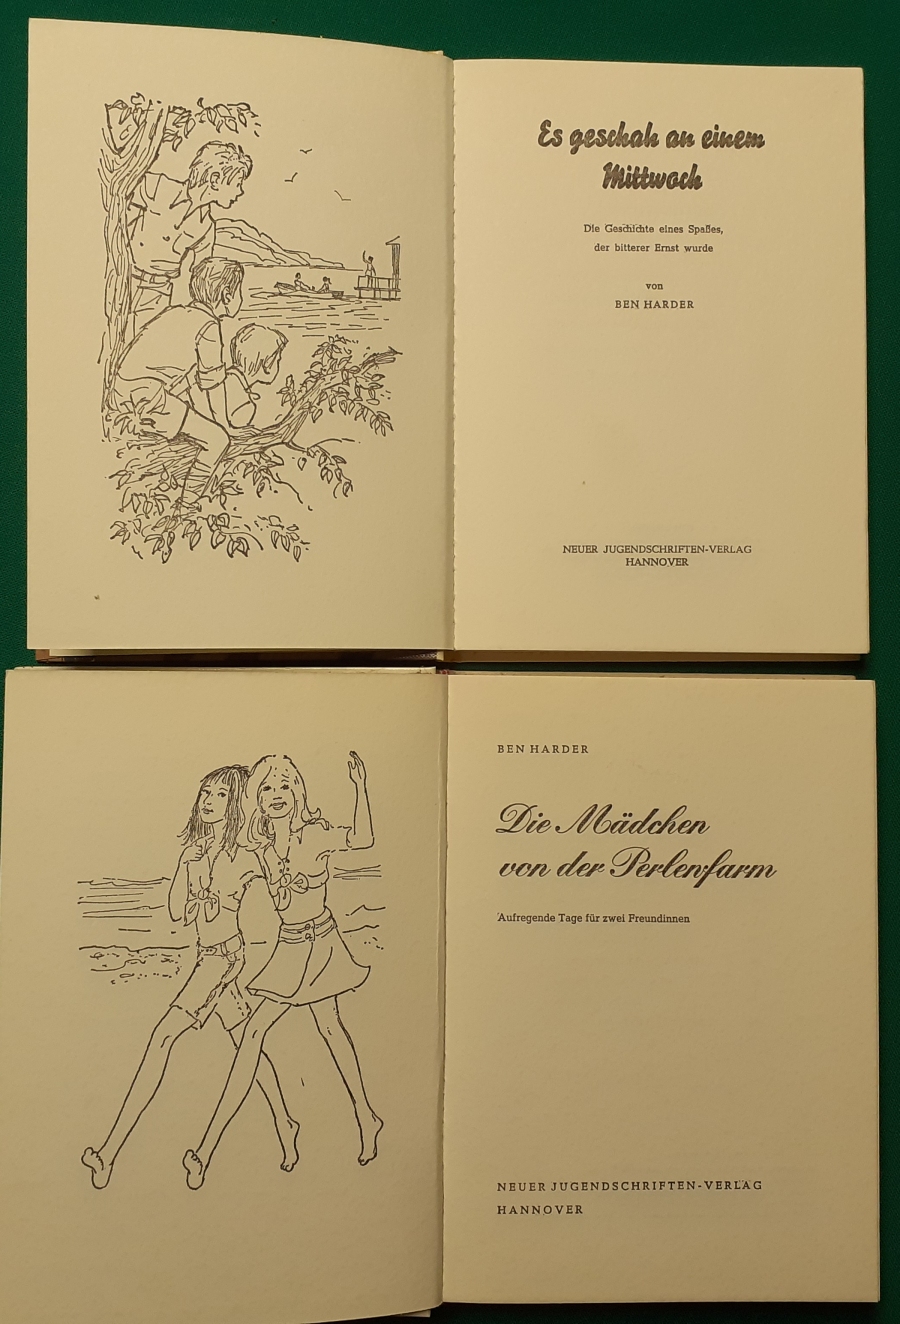 Es geschah an einem
Mittwoch
Die Geschichte eines Spaßes,
der bitterer Ernst wurde
von
BEN HARDER
NEUER JUGENDSCHRIFTEN-VERLAG
HANNOVER
BEN HARDER
Die Mädchen
von der Perlenfarm
Aufregende Tage für zwei Freundinnen
NEUER JUGENDSCHRIFTEN-VERLAG
HANNOVER